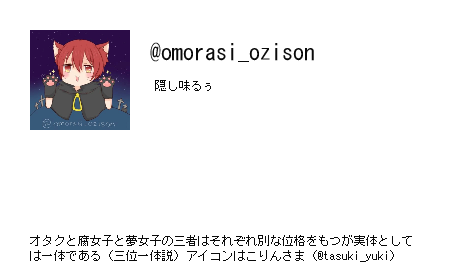 @omorasi_ozison
隠し味るぅ
@omorasi_ozison
オタクと腐女子と夢女子の三者はそれぞれ別な位格をもつが実体として
は一体である（三位一体説）アイコンはこりんさま（@tasuki_yuki）